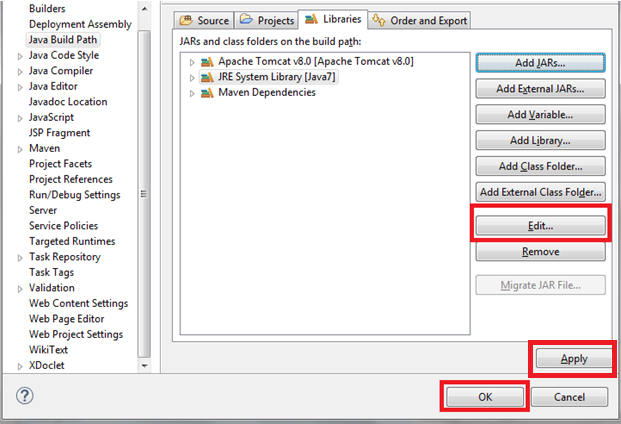 Builders
Deployment Assembly
Java Build Path
Java Code Style
Java Compiler
Java Editor
Javadoc Location
JavaScript
JSP Fragment
Maven
Project Facets
Project References
Run/Debug Settings
Server
Service Policies
Targeted Runtimes
Task Repository
Task Tags
Validation
Web Content Settings
Web Page Editor
Web Project Settings
WikiText
XDoclet
Source Projects Libraries Order and Export
JARs and class folders on the build path:
Apache Tomcat v8.0 [Apache Tomcat v8.0]
JRE System Library [Java7]
Maven Dependencies
Add JARs...
Add External JARs...
Add Variable...
Add Library...
Add Class Folder...
Add External Class Folder...
Edit...
Remove
Migrate JAR File...
Apply
?
OK Cancel